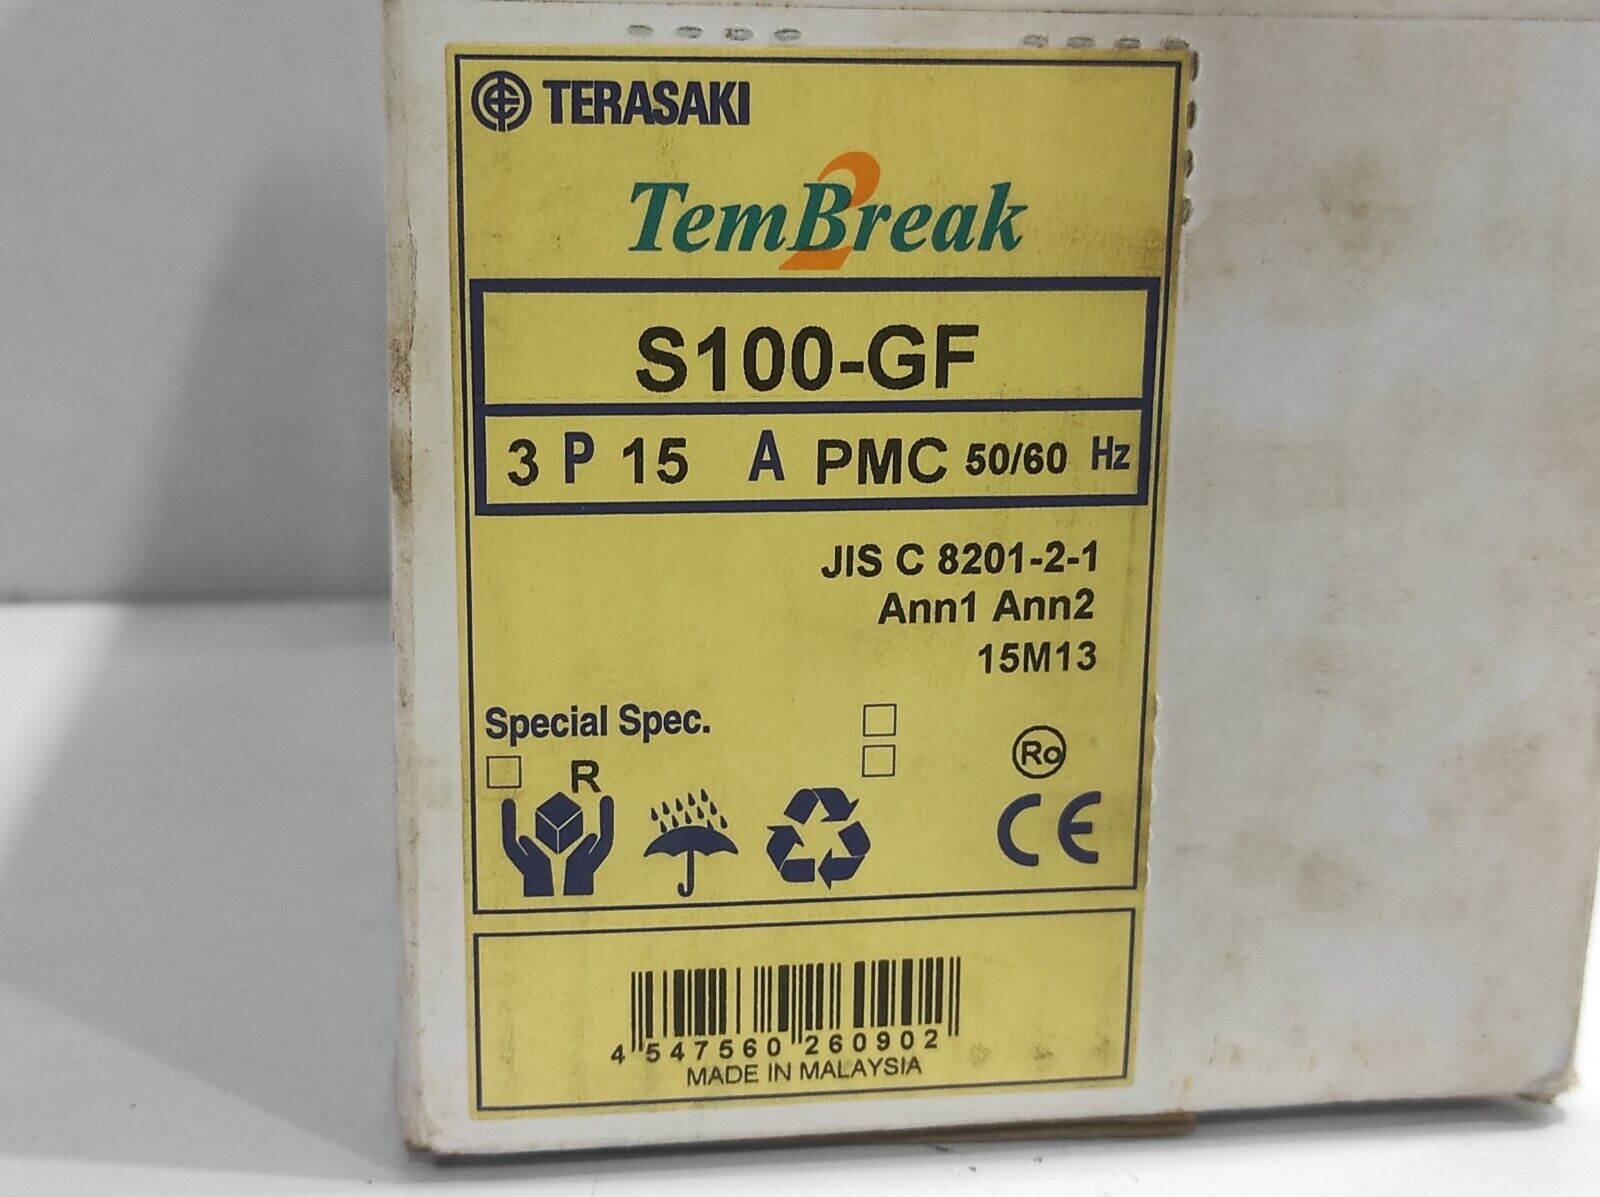 TERASAKI
TemBreak 2
S100-GF
3 P 15 A PMC 50/60 Hz
JIS C 8201-2-1
Ann1 Ann2
15M13
Special Spec.
R
Ro
CE
4 547560 260902
MADE IN MALAYSIA